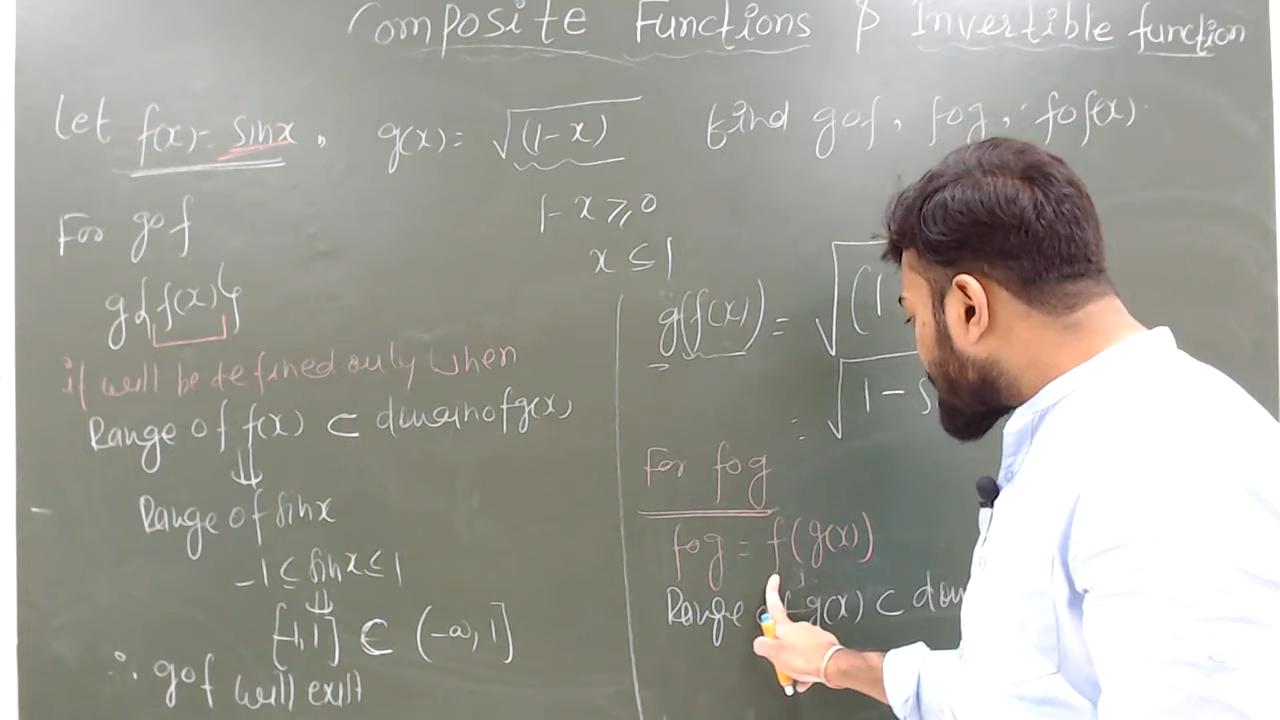 Composite Functions & Invertible function
Let f(x) = sinx, g(x) = √(1-x) find gof, fog, fof(x)
1-x ⩾ 0
x ≤ 1
For gof
g{f(x)}
it will be defined only when
Range of f(x) ⊂ domain of g(x)
⇓
Range of sinx
-1 ≤ sinx ≤ 1
⇓
[-1,1] ⊂ (-∞, 1]
∴ gof will exist
g(f(x)) = √(1
= √1-s
For fog
fog = f(g(x))
Range of g(x) ⊂ dom